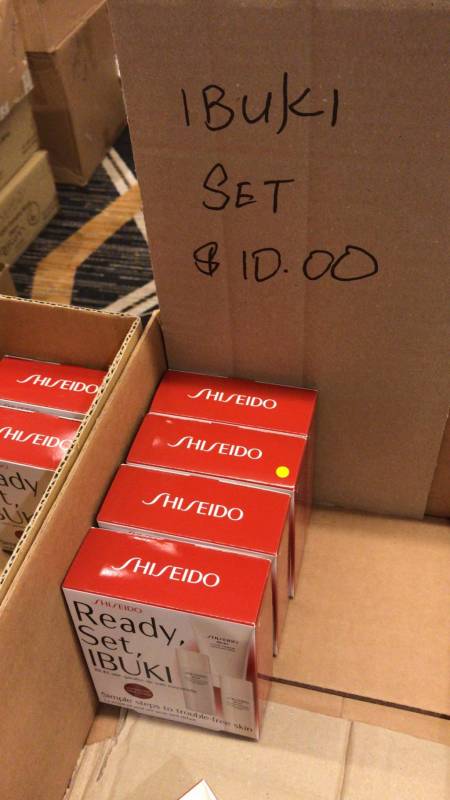 IBUKI
SET
$10.00
SHISEIDO
SHISEIDO
SHISEIDO
SHISEIDO
SHISEIDO
Ready,
Set,
IBUKI
Simple steps to trouble-free skin
SHISEIDO
SHISEIDO
ady
t,